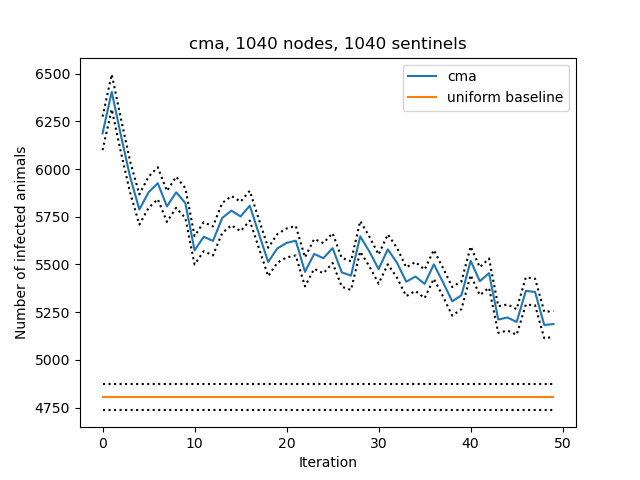 cma, 1040 nodes, 1040 sentinels
cma
uniform baseline
Number of infected animals
6500
6250
6000
5750
5500
5250
5000
4750
0 10 20 30 40 50
Iteration